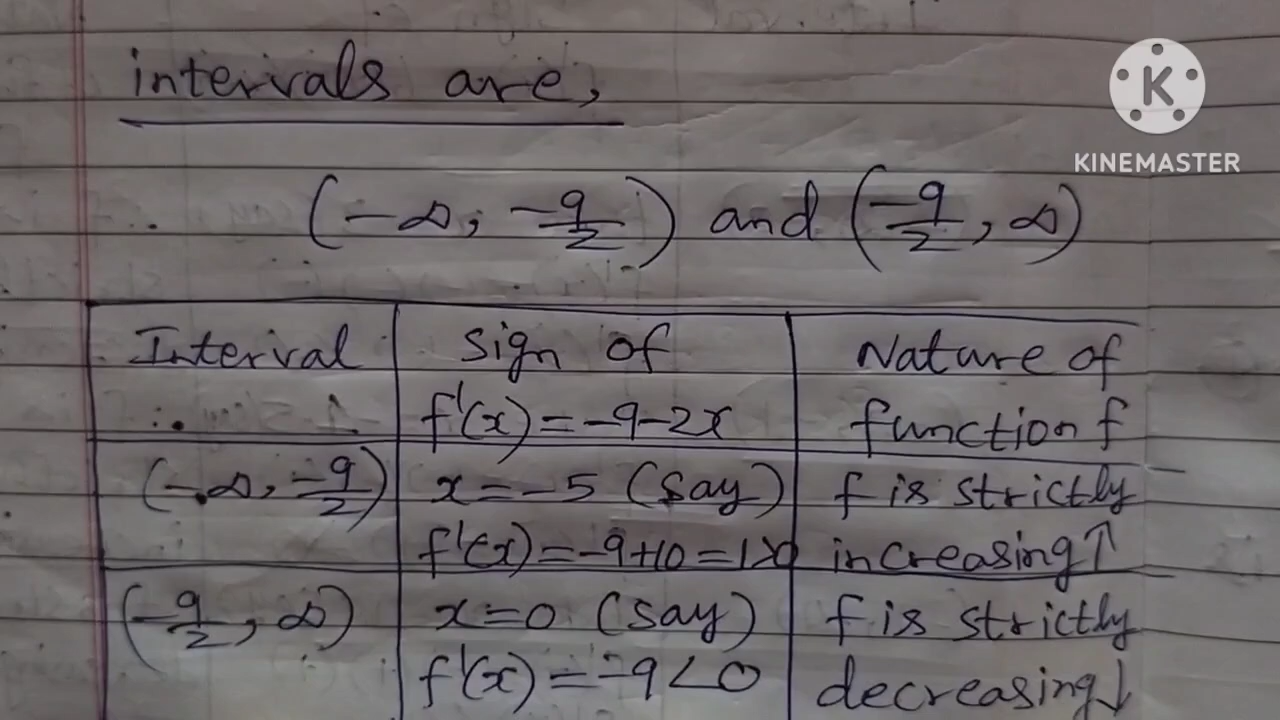 intervals are,
K
KINEMASTER
(-∞, -9/2) and (-9/2, ∞)
Interval
Sign of
f'(x) = -9-2x
Nature of
function f
(-∞, -9/2)
x = -5 (say)
f'(x) = -9+10 = 1>0
f is strictly
increasing↑
(-9/2, ∞)
x = 0 (say)
f'(x) = -9 < 0
f is strictly
decreasing↓